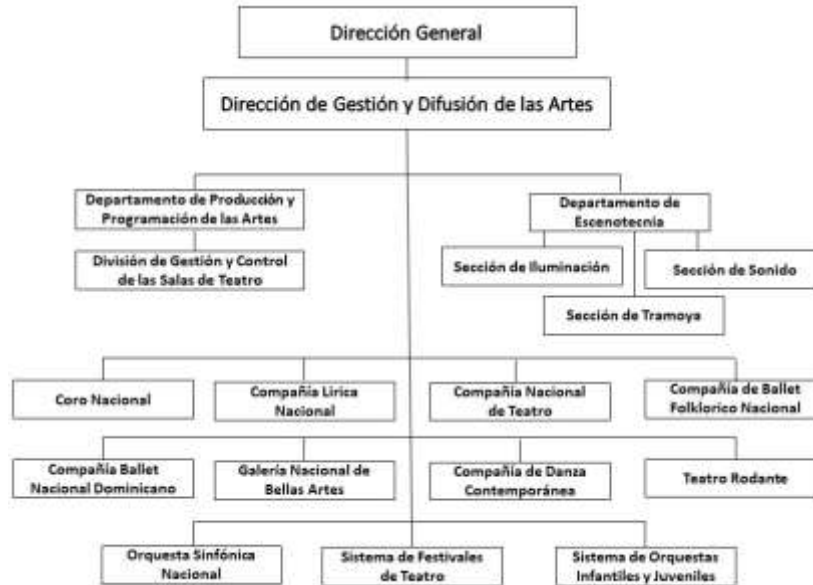 Dirección General
Dirección de Gestión y Difusión de las Artes
Departamento de Producción y
Programación de las Artes
Departamento de
Escenotecnia
División de Gestión y Control
de las Salas de Teatro
Sección de Iluminación
Sección de Sonido
Sección de Tramoya
Coro Nacional
Compañía Lirica
Nacional
Compañía Nacional
de Teatro
Compañía de Ballet
Folklorico Nacional
Compañía Ballet
Nacional Dominicano
Galería Nacional de
Bellas Artes
Compañía de Danza
Contemporánea
Teatro Rodante
Orquesta Sinfónica
Nacional
Sistema de Festivales
de Teatro
Sistema de Orquestas
Infantiles y Juveniles